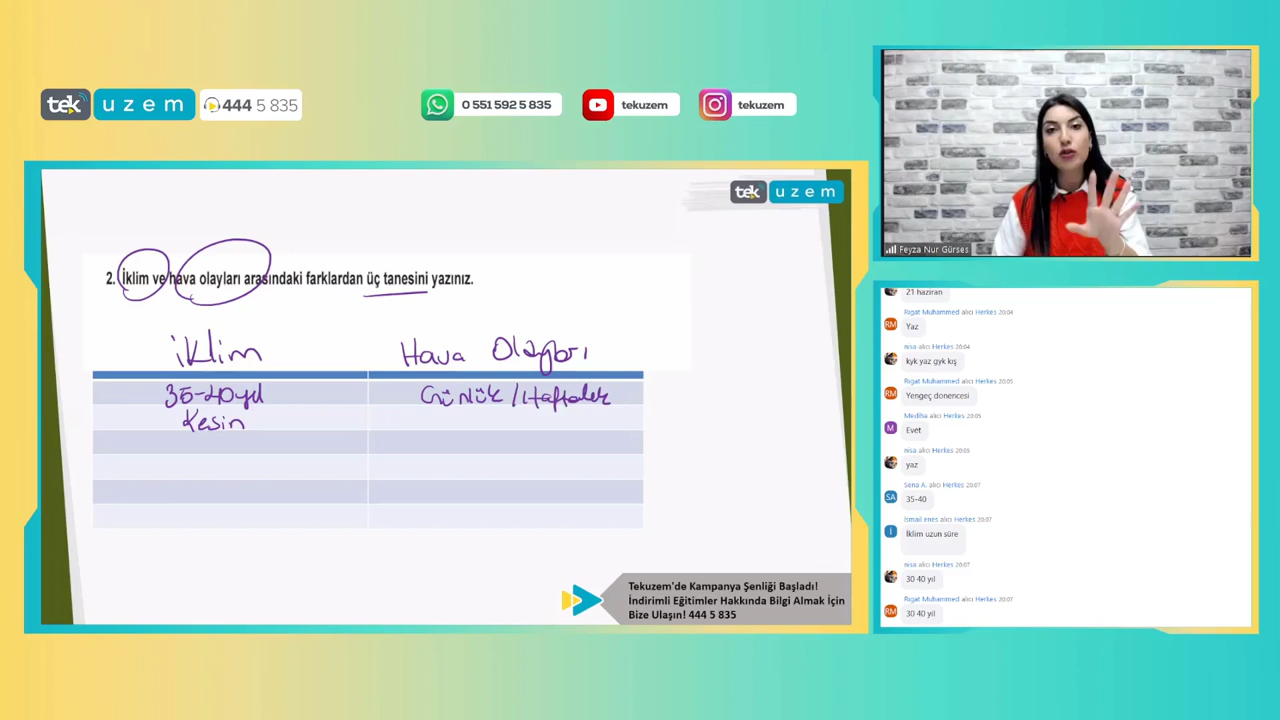 tek uzem 444 5 835
0 551 592 5 835
tekuzem
tekuzem
tek uzem
2. İklim ve hava olayları arasındaki farklardan üç tanesini yazınız.
İklim
Hava Olayları
35-40 yıl
Günlük / Haftalık
Kesin
Tekuzem'de Kampanya Şenliği Başladı!
İndirimli Eğitimler Hakkında Bilgi Almak İçin
Bize Ulaşın! 444 5 835
Feyza Nur Gürses
21 haziran
Rıgat Muhammed alıcı Herkes 20:04
RM Yaz
nisa alıcı Herkes 20:04
kyk yaz gyk kış
Rıgat Muhammed alıcı Herkes 20:05
RM Yengeç donencesi
Mediha alıcı Herkes 20:05
M Evet
nisa alıcı Herkes 20:05
yaz
Sena A. alıcı Herkes 20:07
SA 35-40
İsmail enes alıcı Herkes 20:07
İ İklim uzun süre
nisa alıcı Herkes 20:07
30 40 yıl
Rıgat Muhammed alıcı Herkes 20:07
RM 30 40 yıl